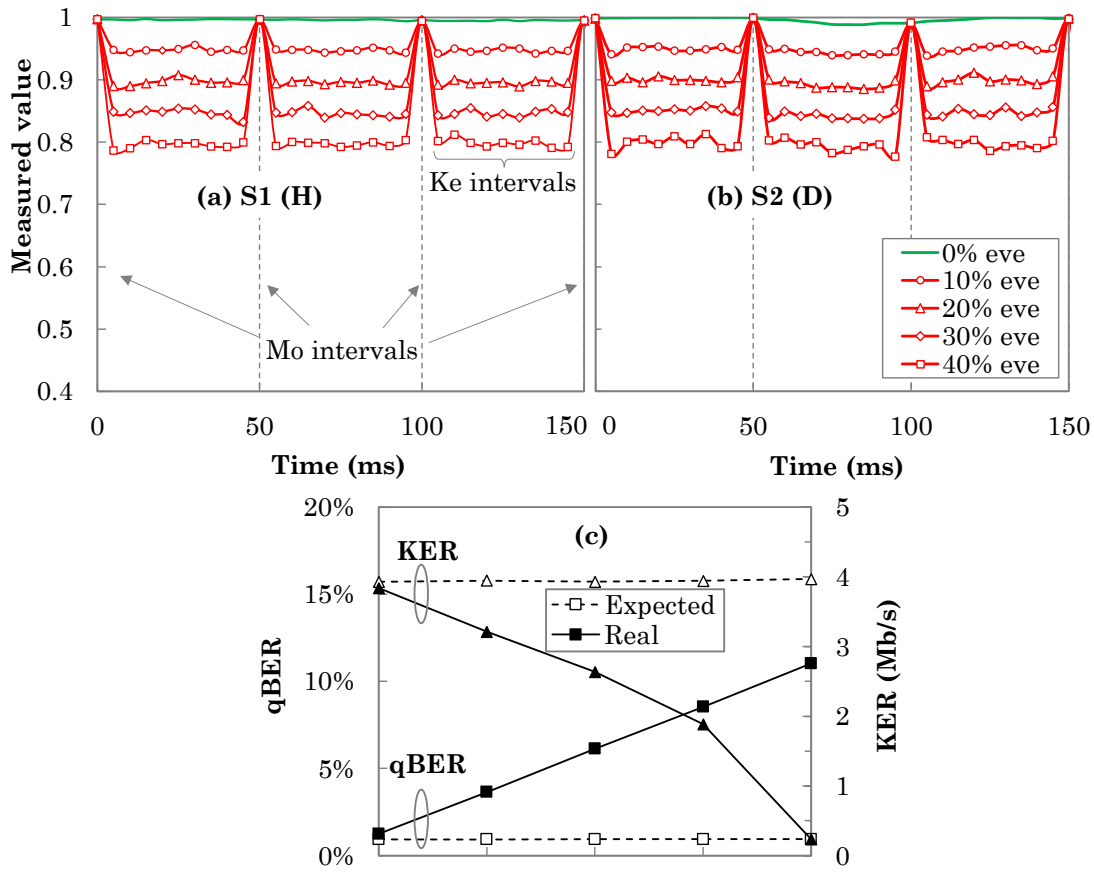 Measured value
1
0.9
0.8
0.7
0.6
0.5
0.4
(a) S1 (H)
Ke intervals
Mo intervals
0
50
100
150
Time (ms)
(b) S2 (D)
0% eve
10% eve
20% eve
30% eve
40% eve
0
50
100
150
Time (ms)
(c)
qBER
20%
15%
10%
5%
0%
KER
Expected
Real
qBER
5
4
3
2
1
0
KER (Mb/s)